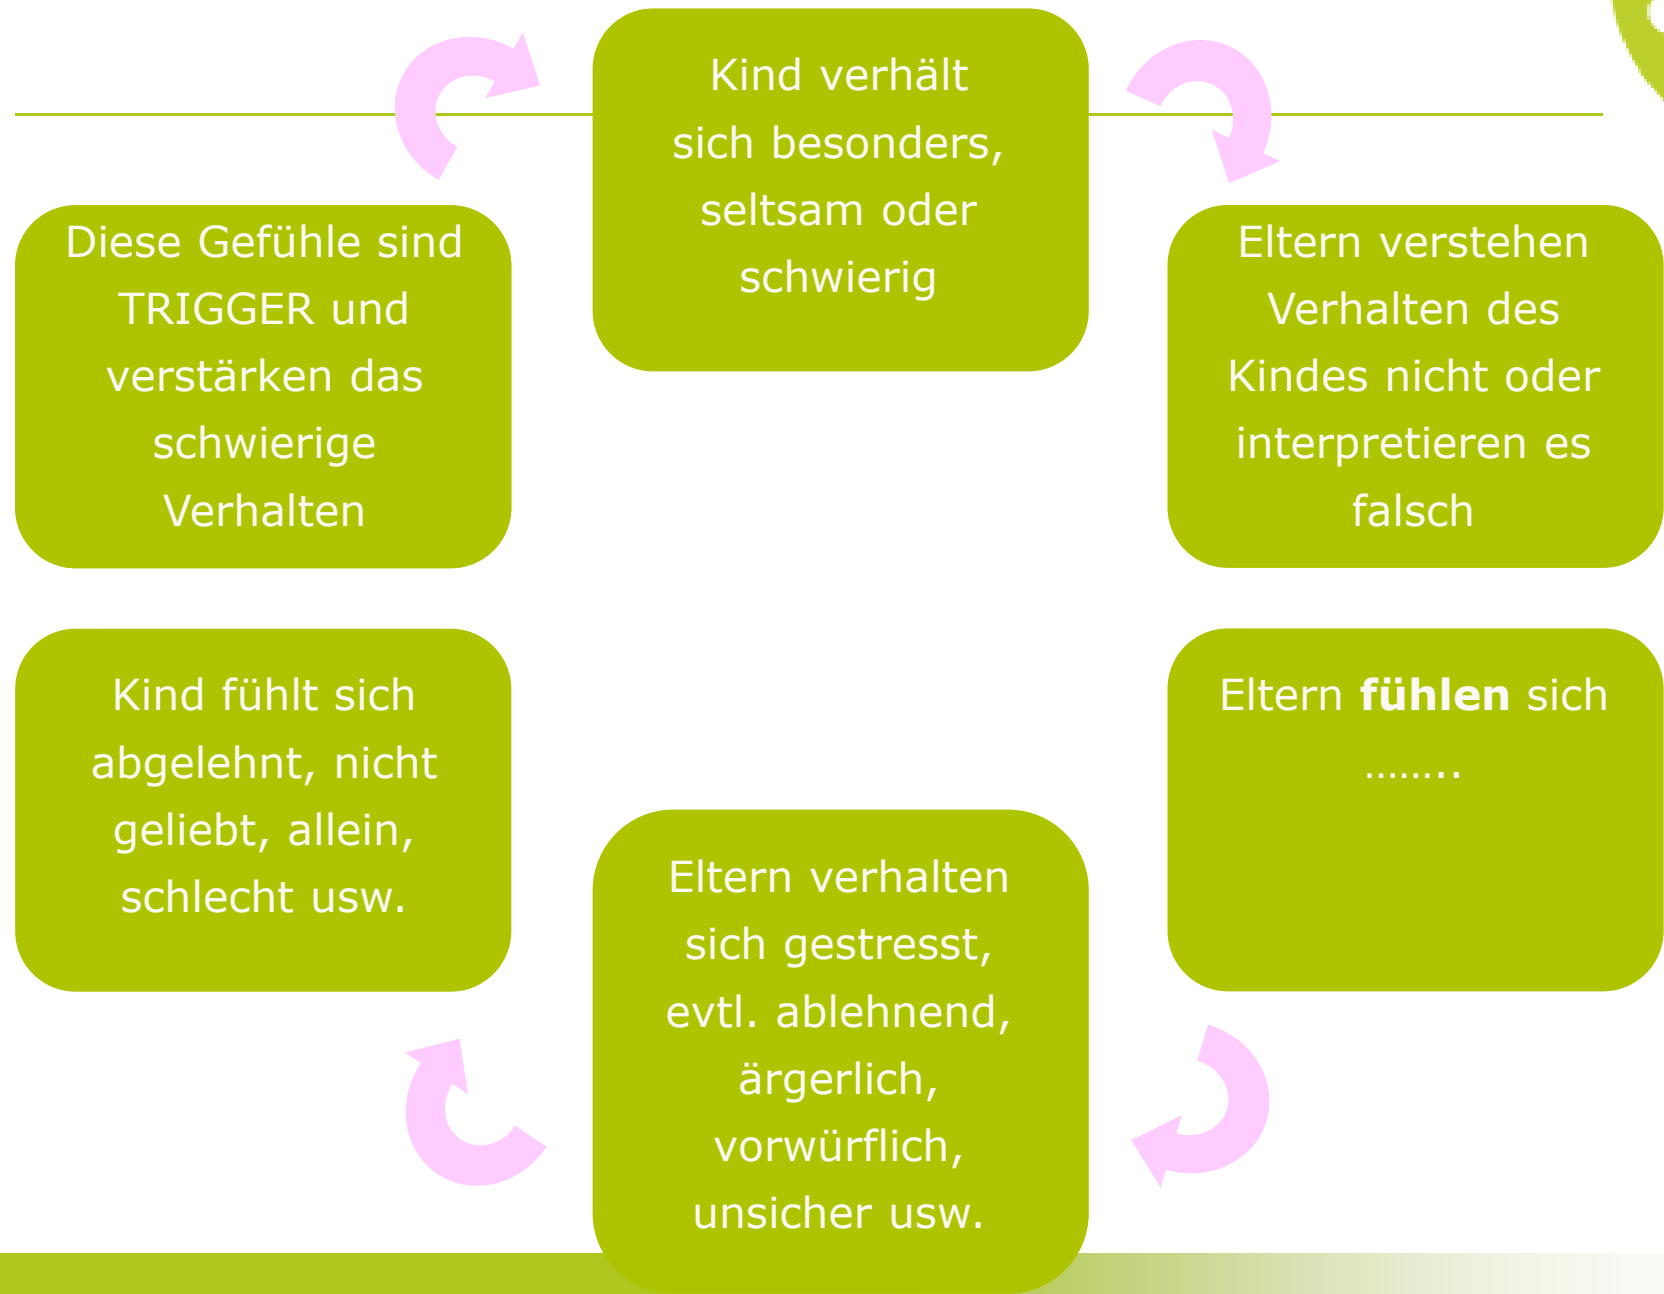 Kind verhält
sich besonders,
seltsam oder
schwierig
Eltern verstehen
Verhalten des
Kindes nicht oder
interpretieren es
falsch
Eltern fühlen sich
……..
Eltern verhalten
sich gestresst,
evtl. ablehnend,
ärgerlich,
vorwürflich,
unsicher usw.
Kind fühlt sich
abgelehnt, nicht
geliebt, allein,
schlecht usw.
Diese Gefühle sind
TRIGGER und
verstärken das
schwierige
Verhalten